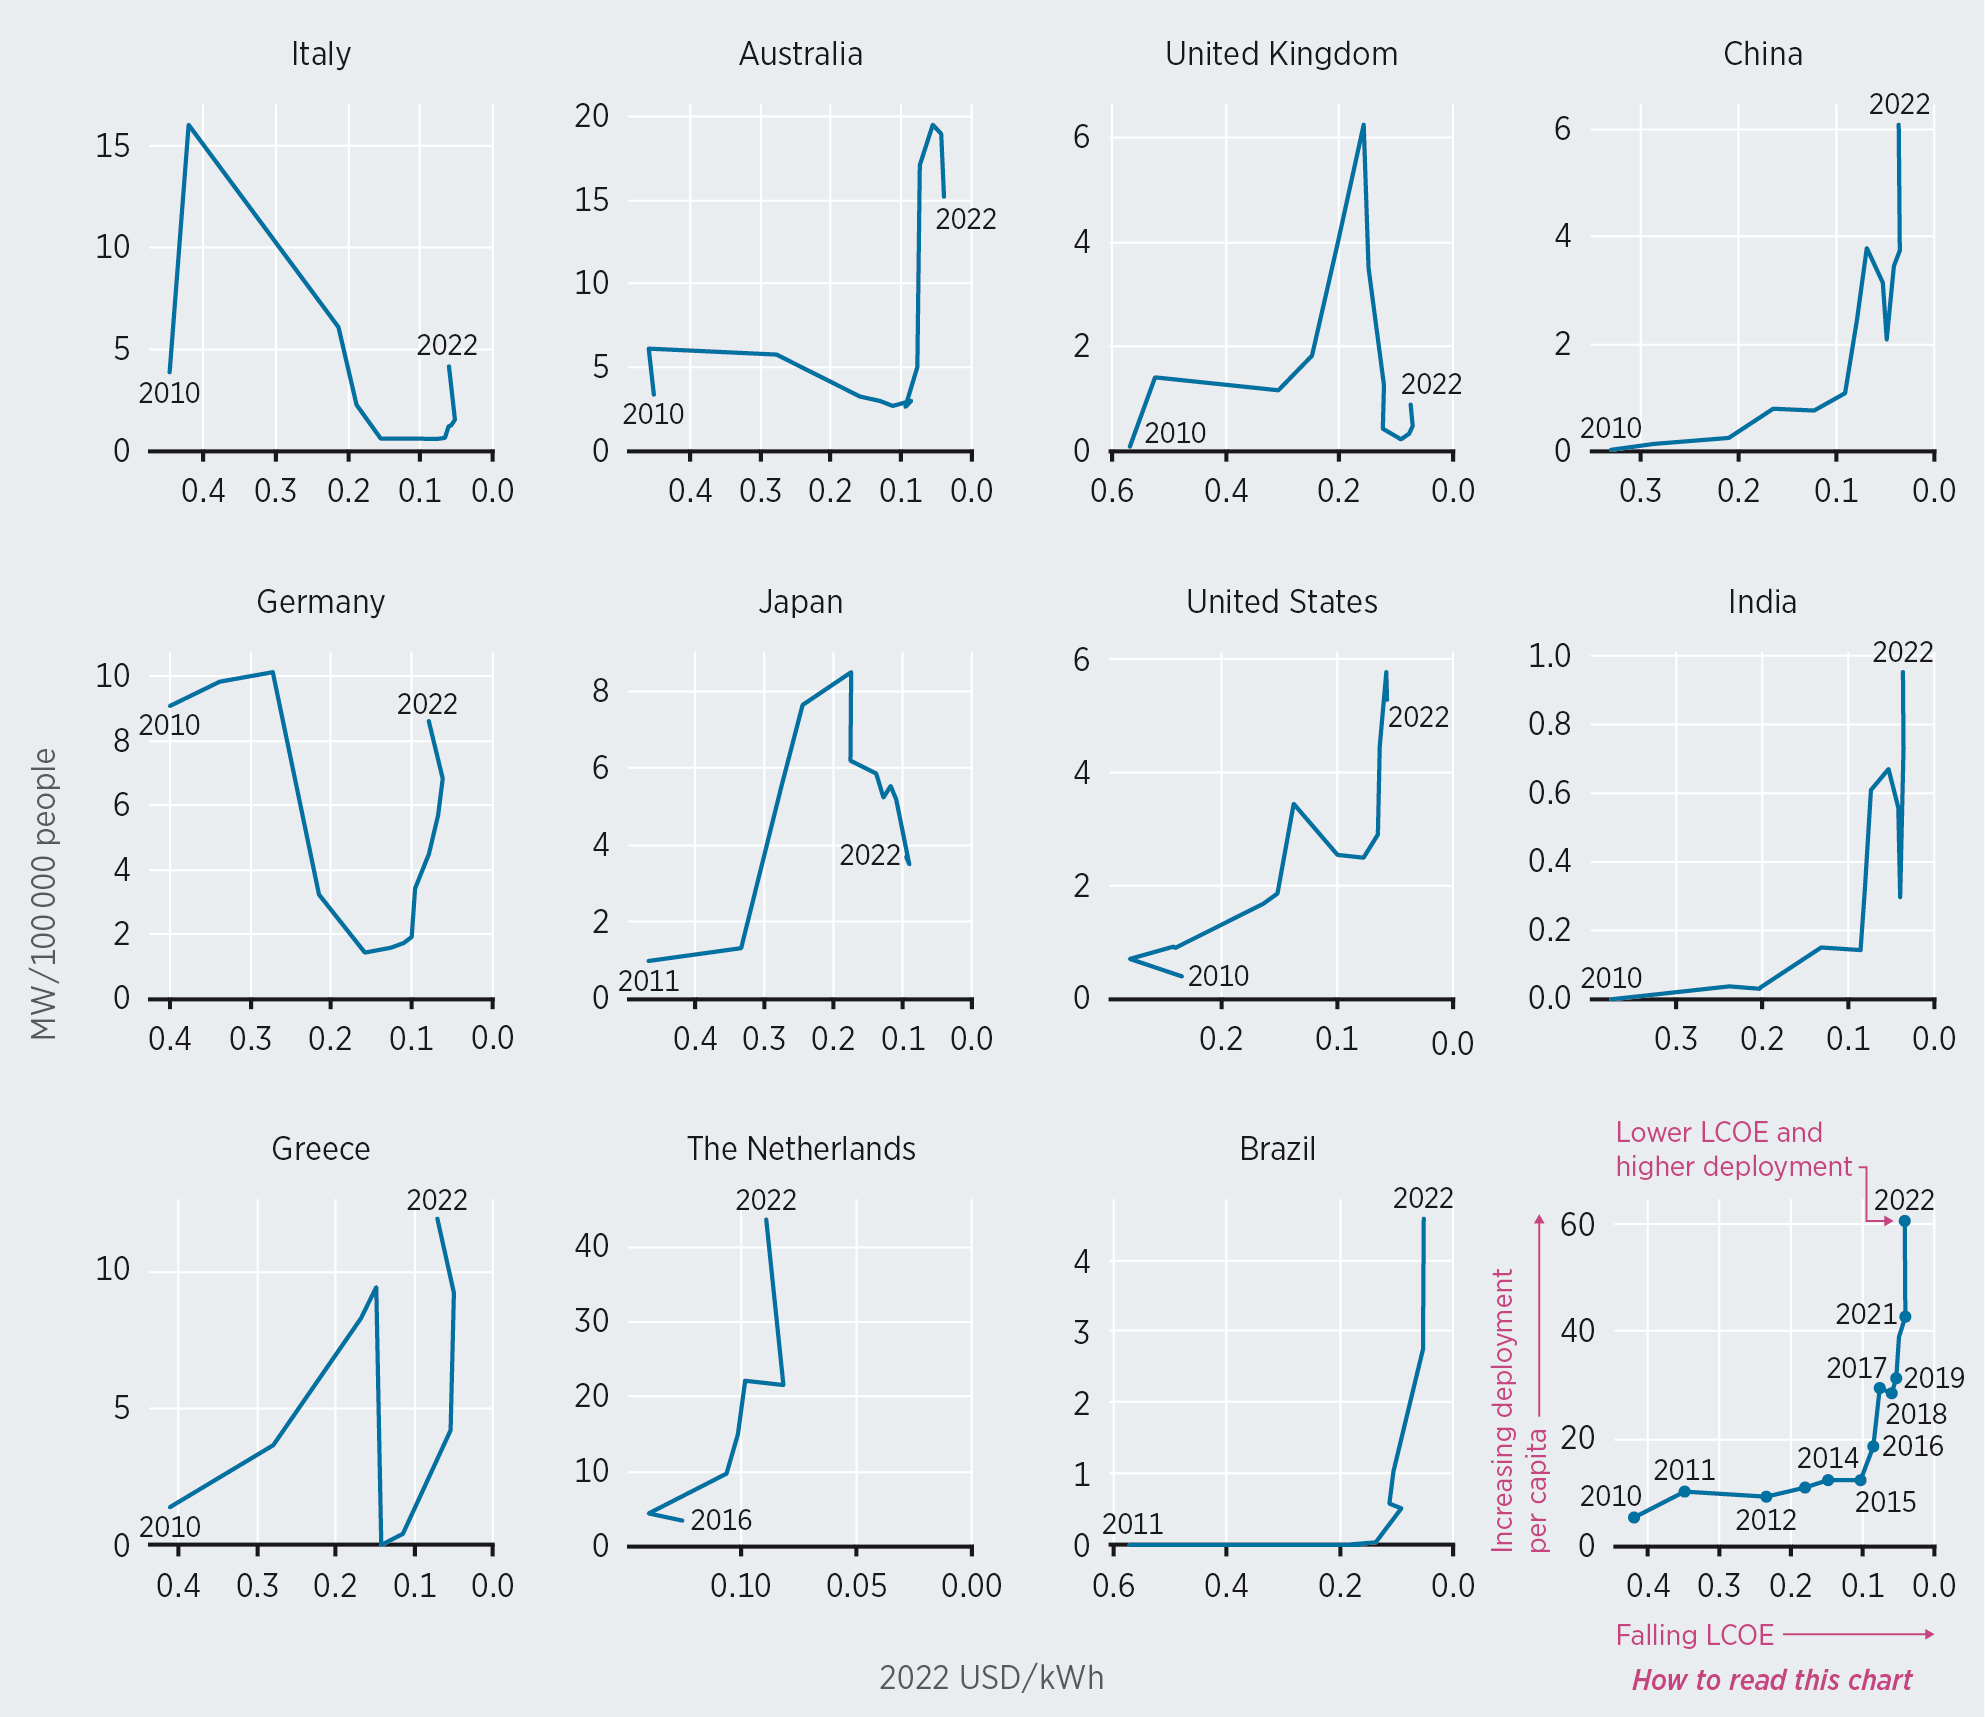 Italy
15
10
5
0
2010
2022
0.4 0.3 0.2 0.1 0.0
Australia
20
15
10
5
0
2022
2010
0.4 0.3 0.2 0.1 0.0
United Kingdom
6
4
2
0
2022
2010
0.6 0.4 0.2 0.0
China
2022
6
4
2
0
2010
0.3 0.2 0.1 0.0
MW/100 000 people
Germany
10
8
6
4
2
0
2022
2010
0.4 0.3 0.2 0.1 0.0
Japan
8
6
4
2
0
2022
2011
0.4 0.3 0.2 0.1 0.0
United States
6
4
2
0
2022
2010
0.2 0.1 0.0
India
1.0
0.8
0.6
0.4
0.2
0.0
2022
2010
0.3 0.2 0.1 0.0
Greece
2022
10
5
0
2010
0.4 0.3 0.2 0.1 0.0
The Netherlands
2022
40
30
20
10
0
2016
0.10 0.05 0.00
Brazil
2022
4
3
2
1
0
2011
0.6 0.4 0.2 0.0
Lower LCOE and
higher deployment
Increasing deployment
per capita
60
40
20
0
2022
2021
2017
2019
2018
2016
2014
2011
2010
2015
2012
0.4 0.3 0.2 0.1 0.0
Falling LCOE
How to read this chart
2022 USD/kWh